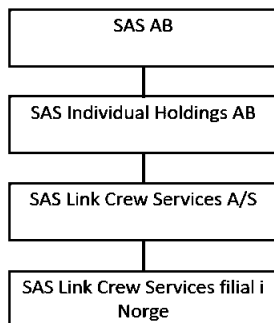 SAS AB
SAS Individual Holdings AB
SAS Link Crew Services A/S
SAS Link Crew Services filial i
Norge